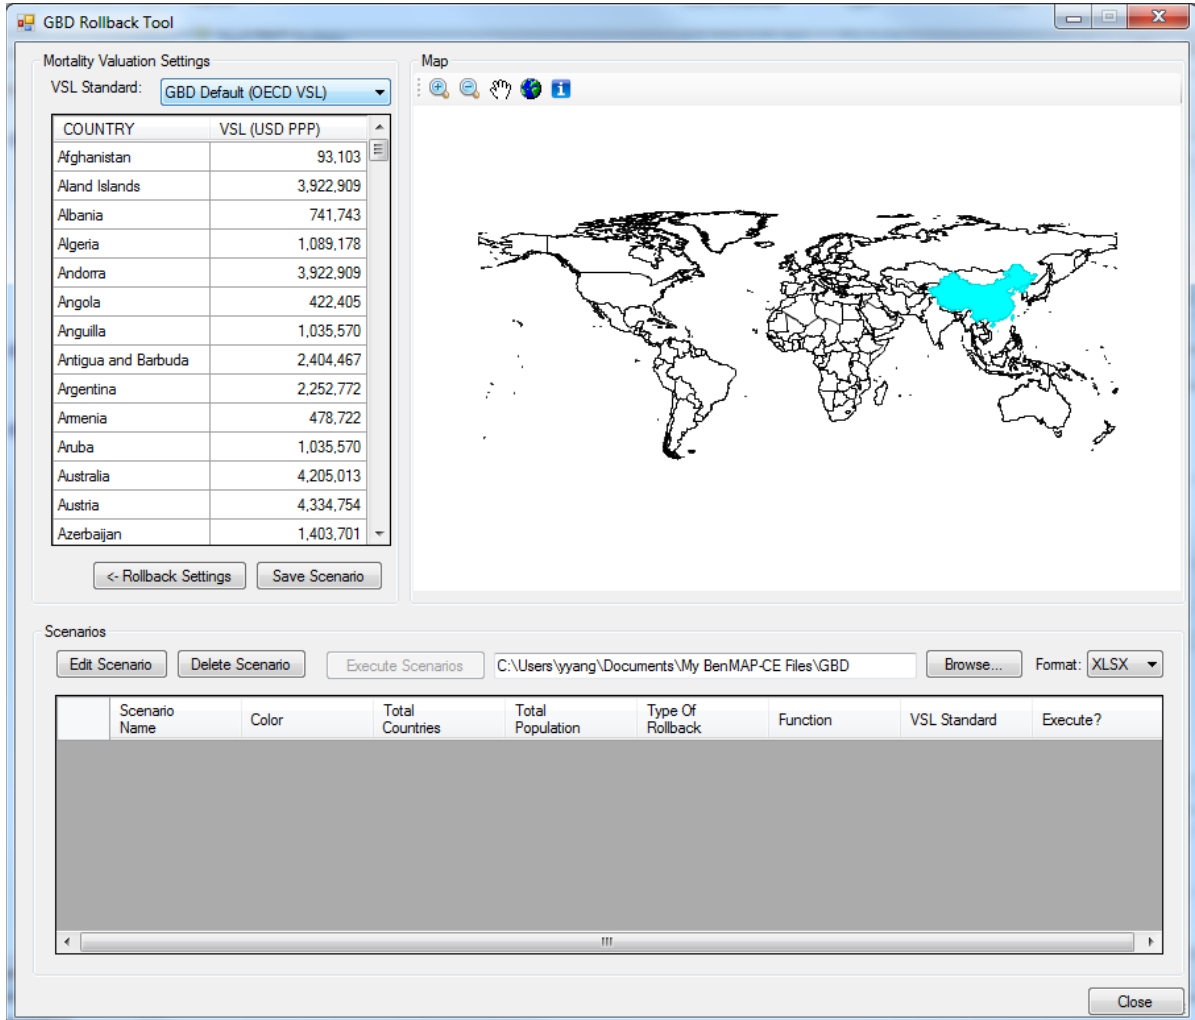 GBD Rollback Tool
Mortality Valuation Settings
VSL Standard: GBD Default (OECD VSL)
COUNTRY VSL (USD PPP)
Afghanistan 93,103
Aland Islands 3,922,909
Albania 741,743
Algeria 1,089,178
Andorra 3,922,909
Angola 422,405
Anguilla 1,035,570
Antigua and Barbuda 2,404,467
Argentina 2,252,772
Armenia 478,722
Aruba 1,035,570
Australia 4,205,013
Austria 4,334,754
Azerbaijan 1,403,701
<- Rollback Settings Save Scenario
Map
Scenarios
Edit Scenario Delete Scenario Execute Scenarios C:\Users\yyang\Documents\My BenMAP-CE Files\GBD Browse... Format: XLSX
Scenario Name Color Total Countries Total Population Type Of Rollback Function VSL Standard Execute?
Close